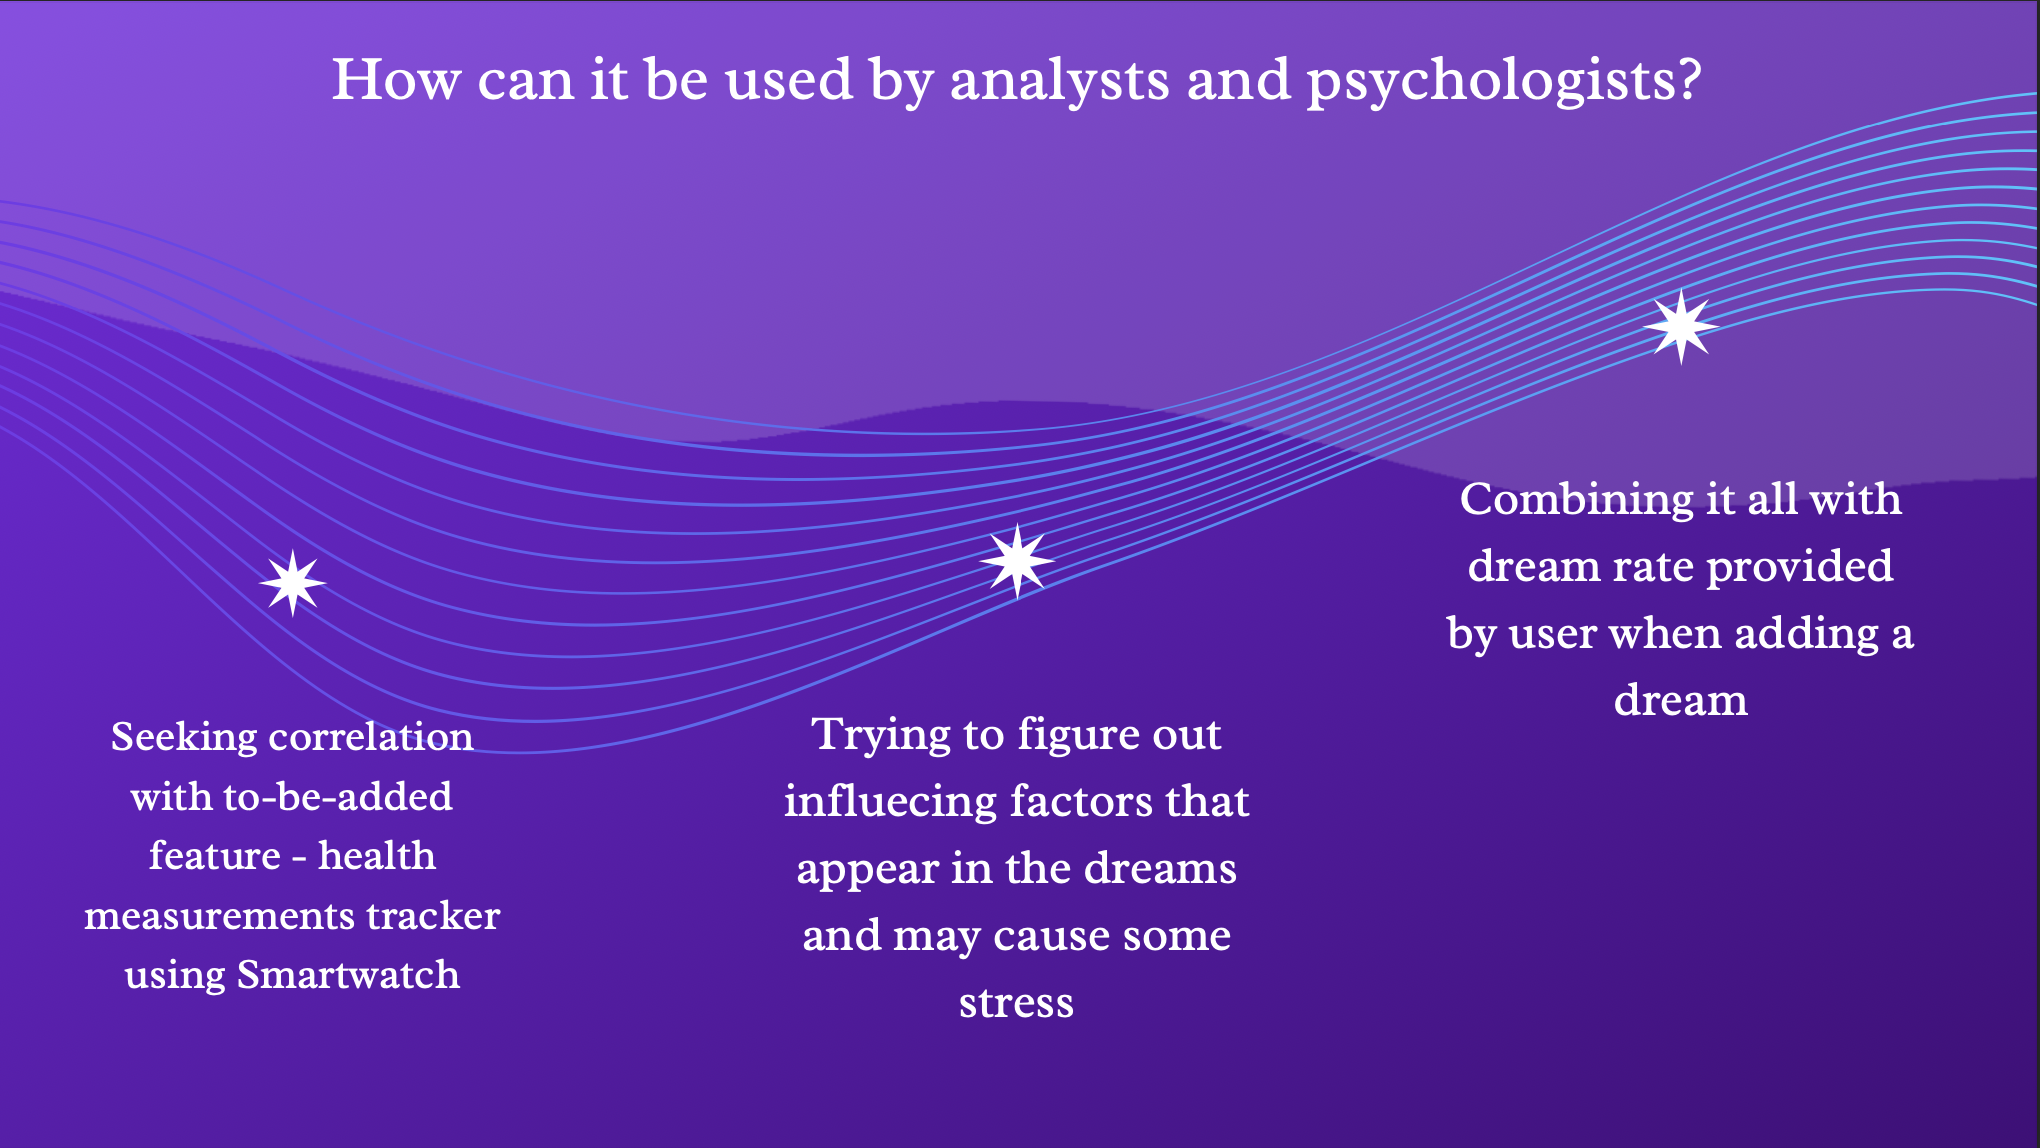 How can it be used by analysts and psychologists?
Seeking correlation
with to-be-added
feature - health
measurements tracker
using Smartwatch
Trying to figure out
influecing factors that
appear in the dreams
and may cause some
stress
Combining it all with
dream rate provided
by user when adding a
dream